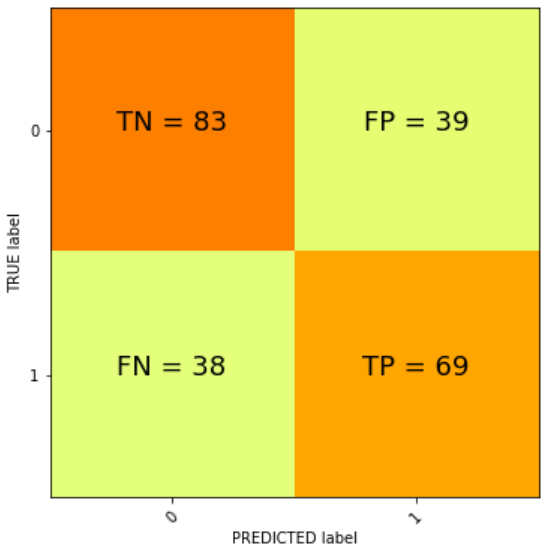 TN = 83
FP = 39
0
TRUE label
FN = 38
TP = 69
1
0
1
PREDICTED label